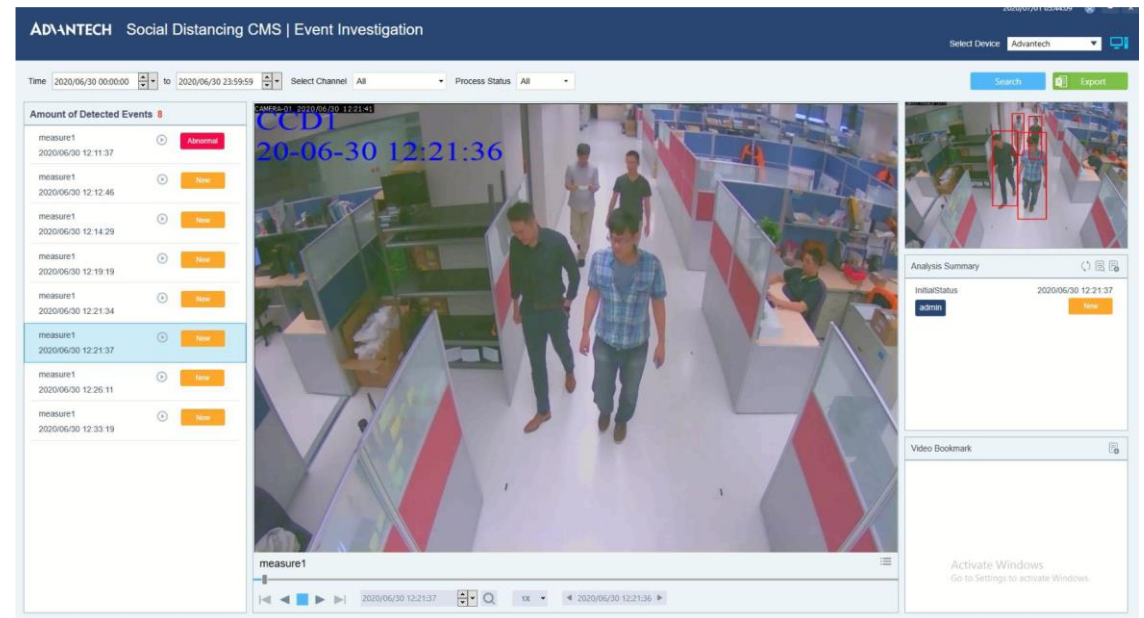 ADVANTECH Social Distancing CMS | Event Investigation
Select Device Advantech
Time 2020/06/30 00:00:00 to 2020/06/30 23:59:59 Select Channel All Process Status All Search Export
Amount of Detected Events 8
measure1
Abnormal
2020/06/30 12:11:37
measure1
New
2020/06/30 12:12:46
measure1
New
2020/06/30 12:14:29
measure1
New
2020/06/30 12:19:19
measure1
New
2020/06/30 12:21:34
measure1
New
2020/06/30 12:21:37
measure1
New
2020/06/30 12:26:11
measure1
New
2020/06/30 12:33:19
CAMERA-01 2020/06/30 12:21:41
CCD1
20-06-30 12:21:36
measure1
2020/06/30 12:21:37 1X 2020/06/30 12:21:36
Analysis Summary
InitialStatus 2020/06/30 12:21:37
admin New
Video Bookmark
Activate Windows
Go to Settings to activate Windows.